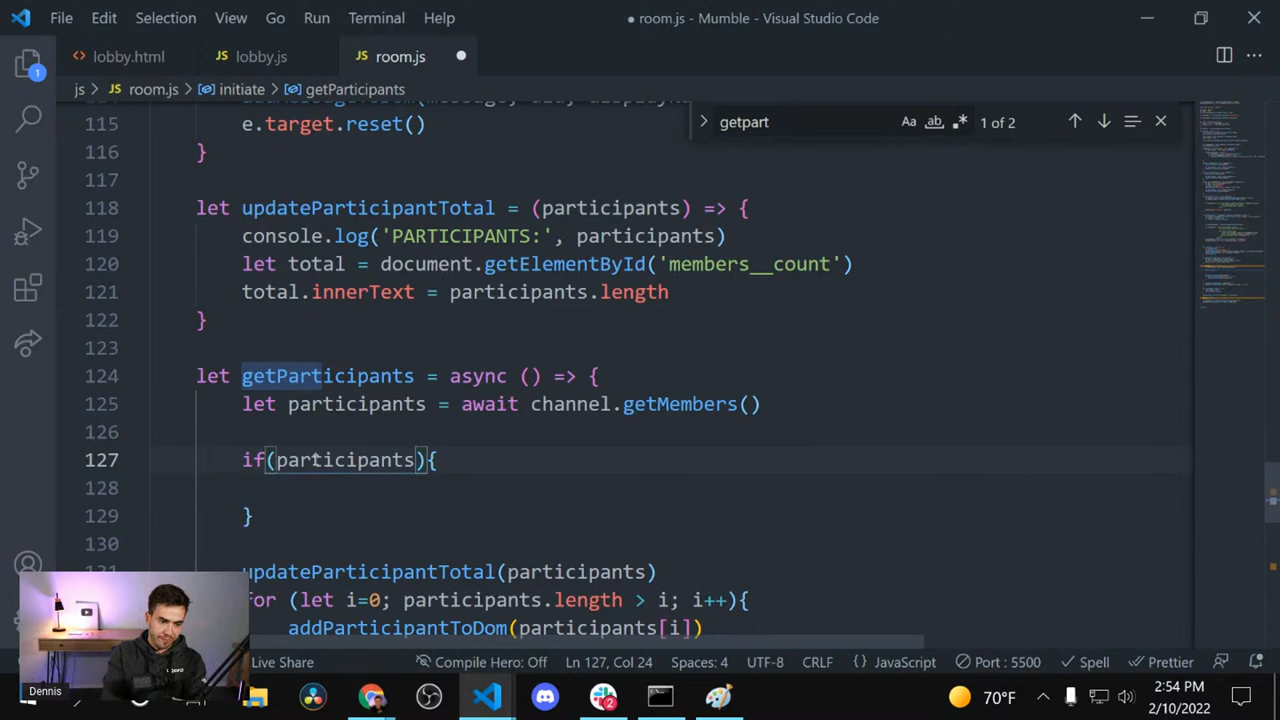 File Edit Selection View Go Run Terminal Help
● room.js - Mumble - Visual Studio Code
lobby.html
JS lobby.js
JS room.js
js > JS room.js > initiate > getParticipants
getpart
Aa ab 1 of 2
115 e.target.reset()
116 }
117
118 let updateParticipantTotal = (participants) => {
119 console.log('PARTICIPANTS:', participants)
120 let total = document.getElementById('members__count')
121 total.innerText = participants.length
122 }
123
124 let getParticipants = async () => {
125 let participants = await channel.getMembers()
126
127 if(participants){
128
129 }
130
updateParticipantTotal(participants)
for (let i=0; participants.length > i; i++){
addParticipantToDom(participants[i])
1
Dennis
Live Share
Compile Hero: Off
Ln 127, Col 24
Spaces: 4
UTF-8
CRLF
{} JavaScript
Port : 5500
Spell
Prettier
2
70°F
2:54 PM
2/10/2022